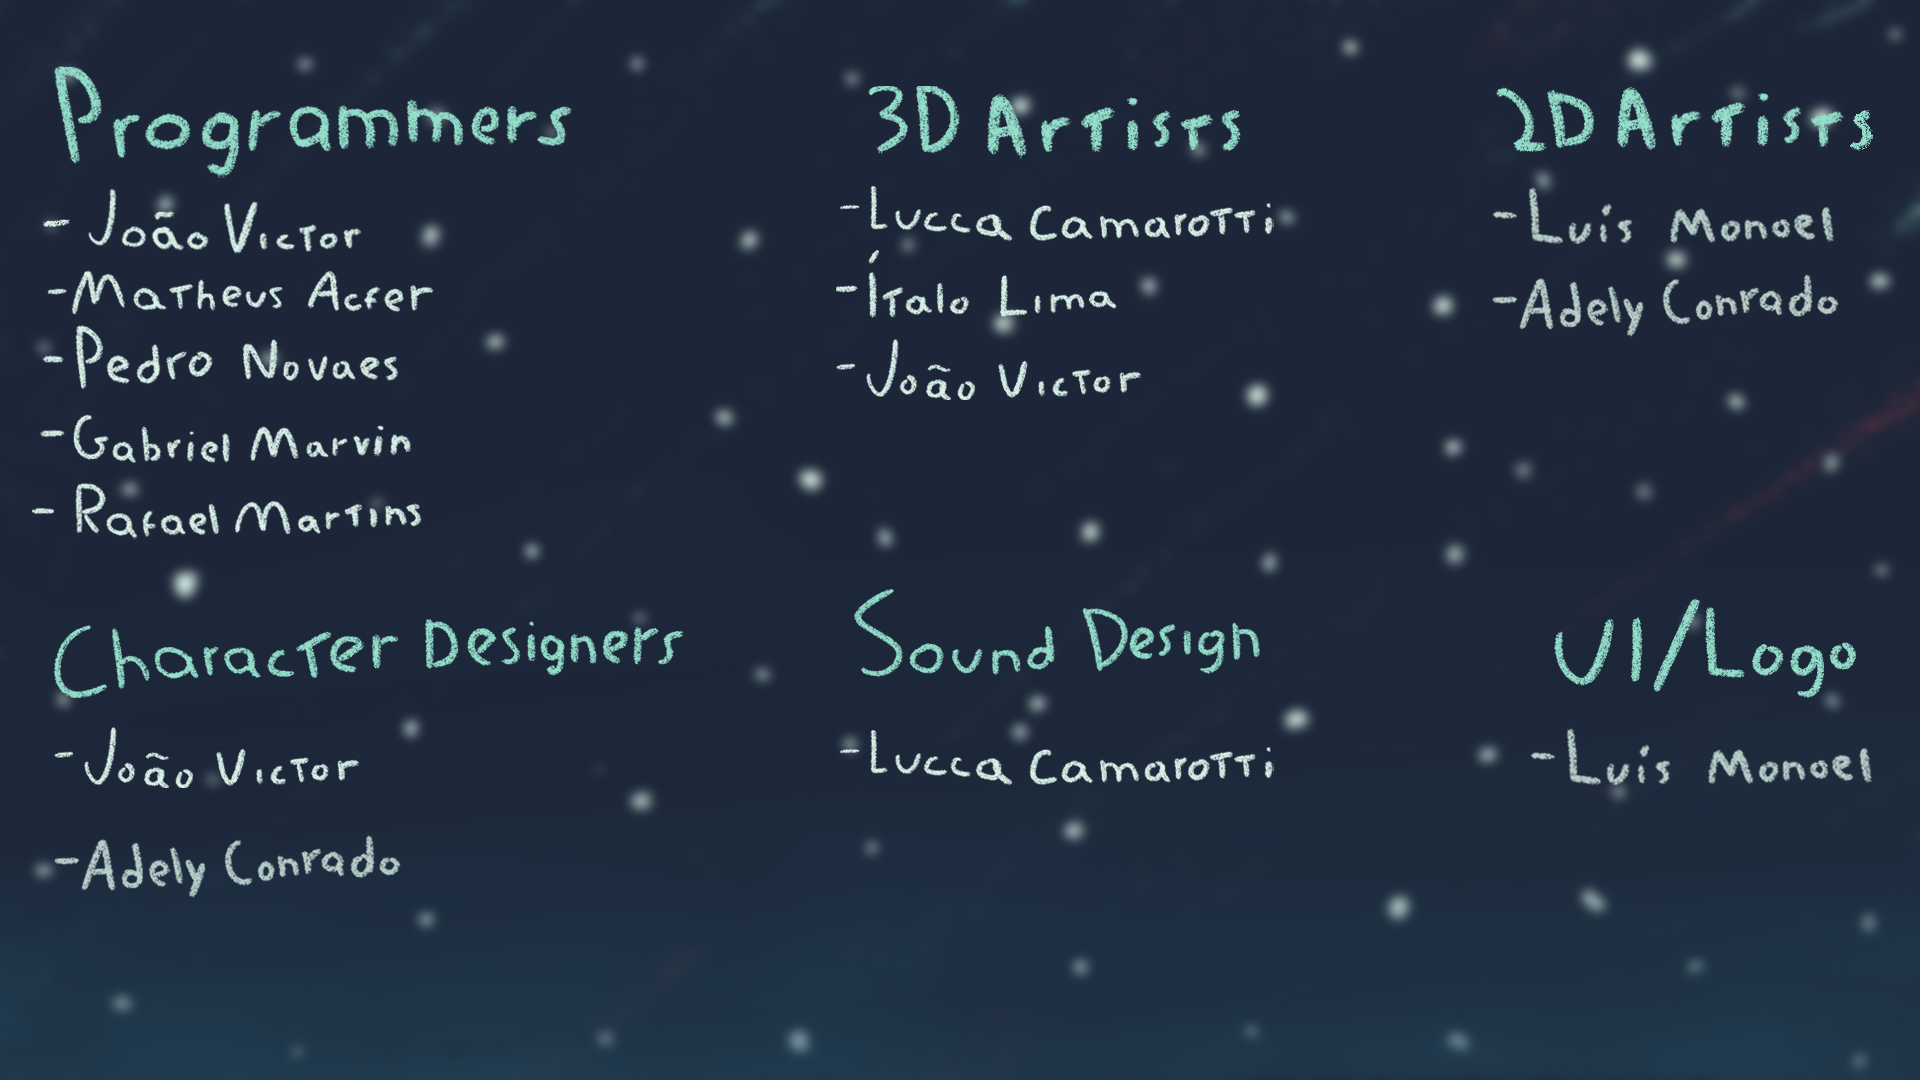 Programmers
- João Victor
- Matheus Acfer
- Pedro Novaes
- Gabriel Marvin
- Rafael Martins
3D Artists
- Lucca Camarotti
- Ítalo Lima
- João Victor
2D Artists
- Luís Monoel
- Adely Conrado
Character Designers
- João Victor
- Adely Conrado
Sound Design
- Lucca Camarotti
UI/Logo
- Luís Monoel